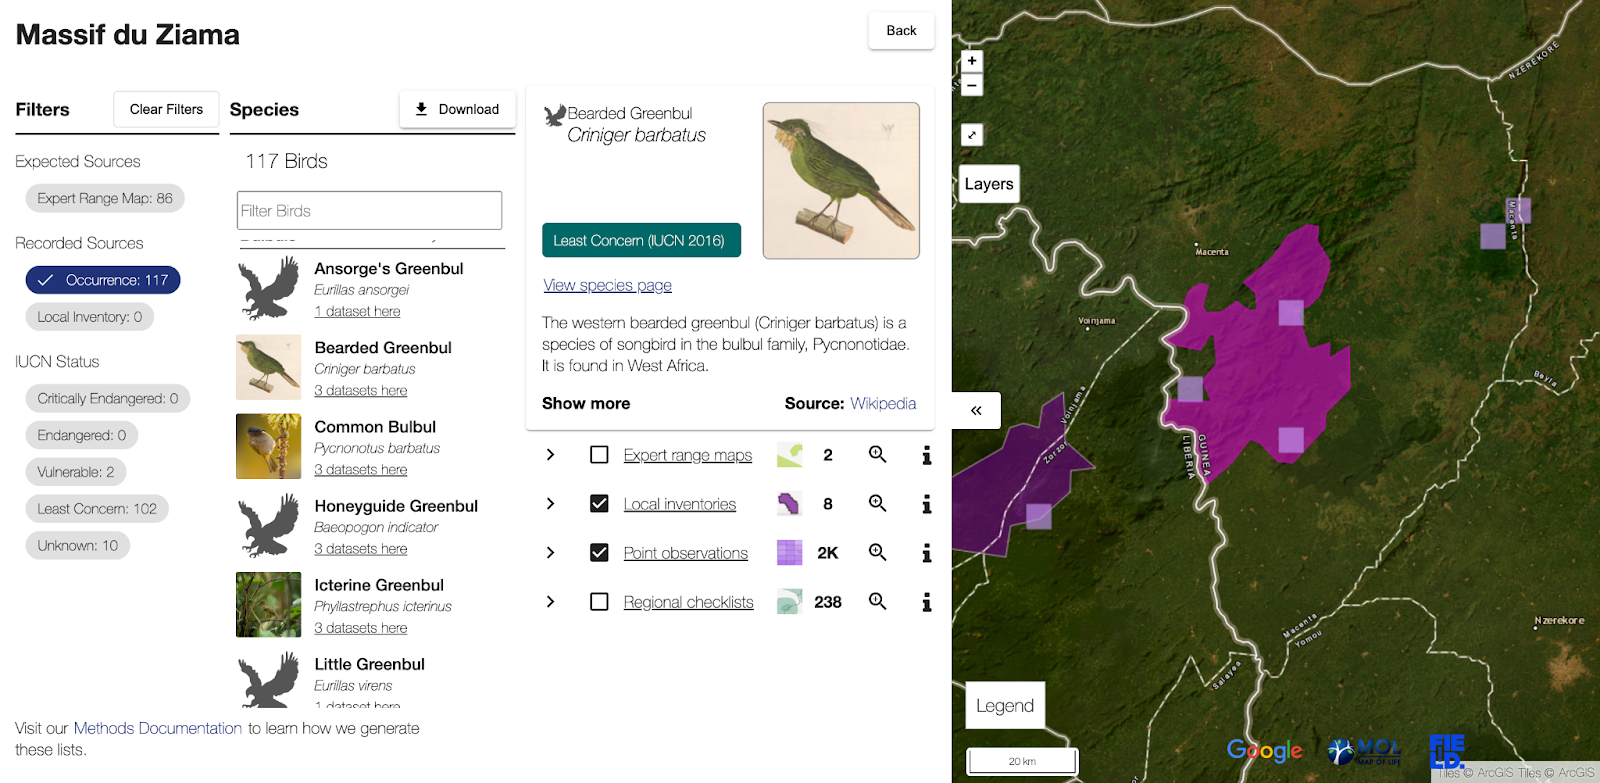 Massif du Ziama
Back
Filters
Clear Filters
Species
Download
Expected Sources
Expert Range Map: 86
Recorded Sources
Occurrence: 117
Local Inventory: 0
IUCN Status
Critically Endangered: 0
Endangered: 0
Vulnerable: 2
Least Concern: 102
Unknown: 10
117 Birds
Filter Birds
Ansorge's Greenbul
Eurillas ansorgei
1 dataset here
Bearded Greenbul
Criniger barbatus
3 datasets here
Common Bulbul
Pycnonotus barbatus
3 datasets here
Honeyguide Greenbul
Baeopogon indicator
3 datasets here
Icterine Greenbul
Phyllastrephus icterinus
3 datasets here
Little Greenbul
Eurillas virens
1 dataset here
Visit our Methods Documentation to learn how we generate
these lists.
Bearded Greenbul
Criniger barbatus
Least Concern (IUCN 2016)
View species page
The western bearded greenbul (Criniger barbatus) is a
species of songbird in the bulbul family, Pycnonotidae.
It is found in West Africa.
Show more
Source: Wikipedia
Expert range maps 2
Local inventories 8
Point observations 2K
Regional checklists 238
+
−
Layers
«
NZEREKORE
Macenta
Macenta
Voinjama
Voinjama
Zorzor
Beyla
GUINEA
LIBERIA
Macenta
Yomou
Salayea
Nzerekore
Legend
20 km
Google
MOL
MAP OF LIFE
FIE
LD.
Tiles © ArcGIS Tiles © ArcGIS